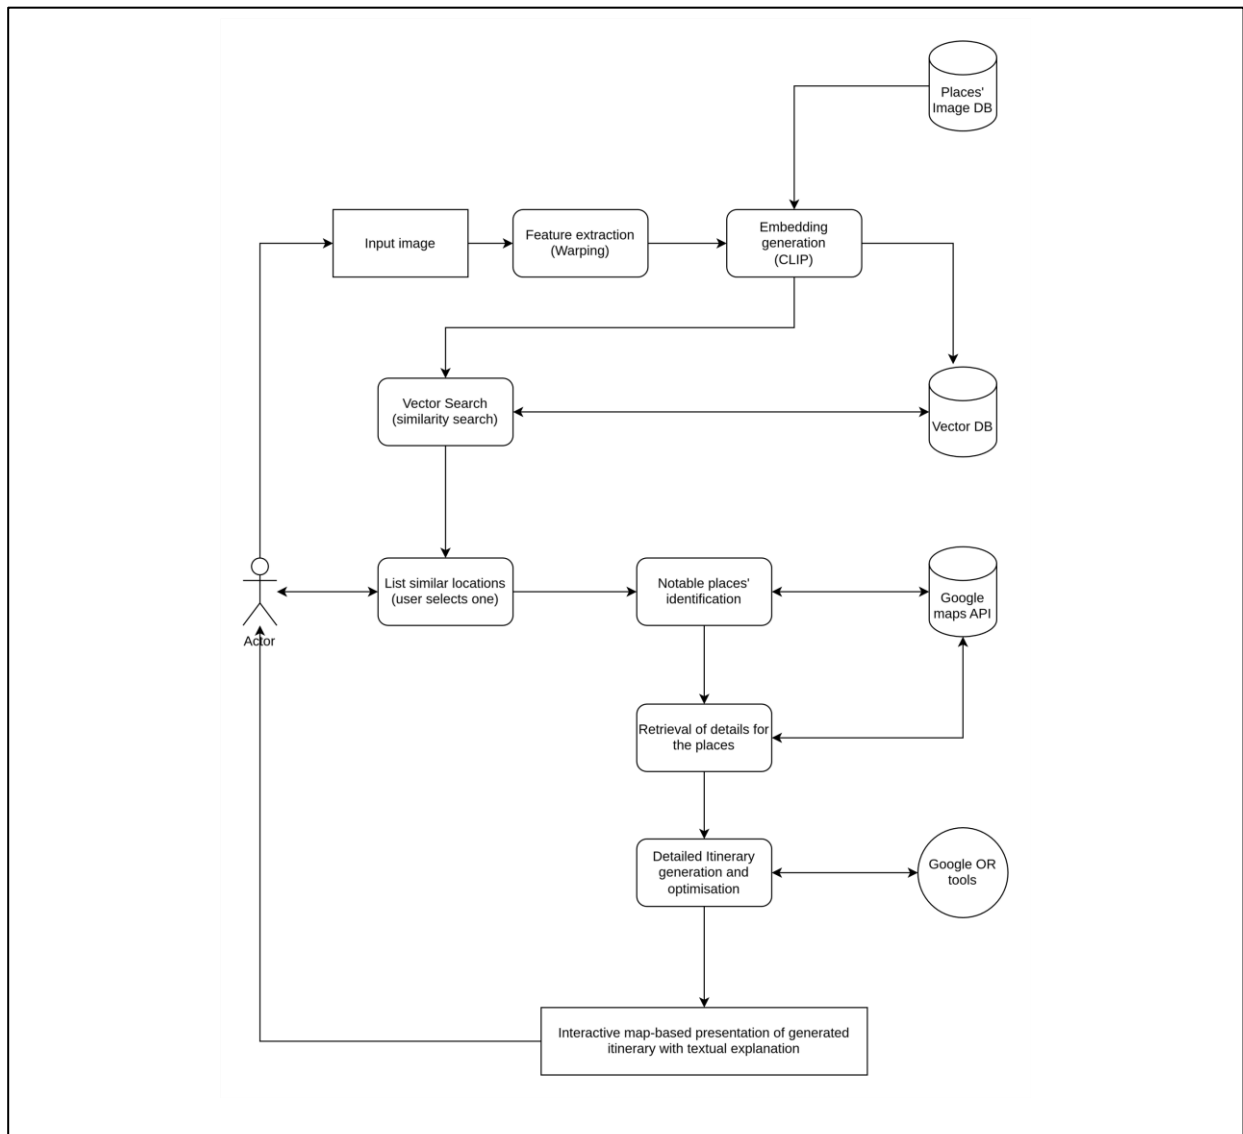 Places'
Image DB
Input image
Feature extraction
(Warping)
Embedding
generation
(CLIP)
Vector Search
(similarity search)
Vector DB
List similar locations
(user selects one)
Notable places'
identification
Google
maps API
Actor
Retrieval of details for
the places
Detailed Itinerary
generation and
optimisation
Google OR
tools
Interactive map-based presentation of generated
itinerary with textual explanation